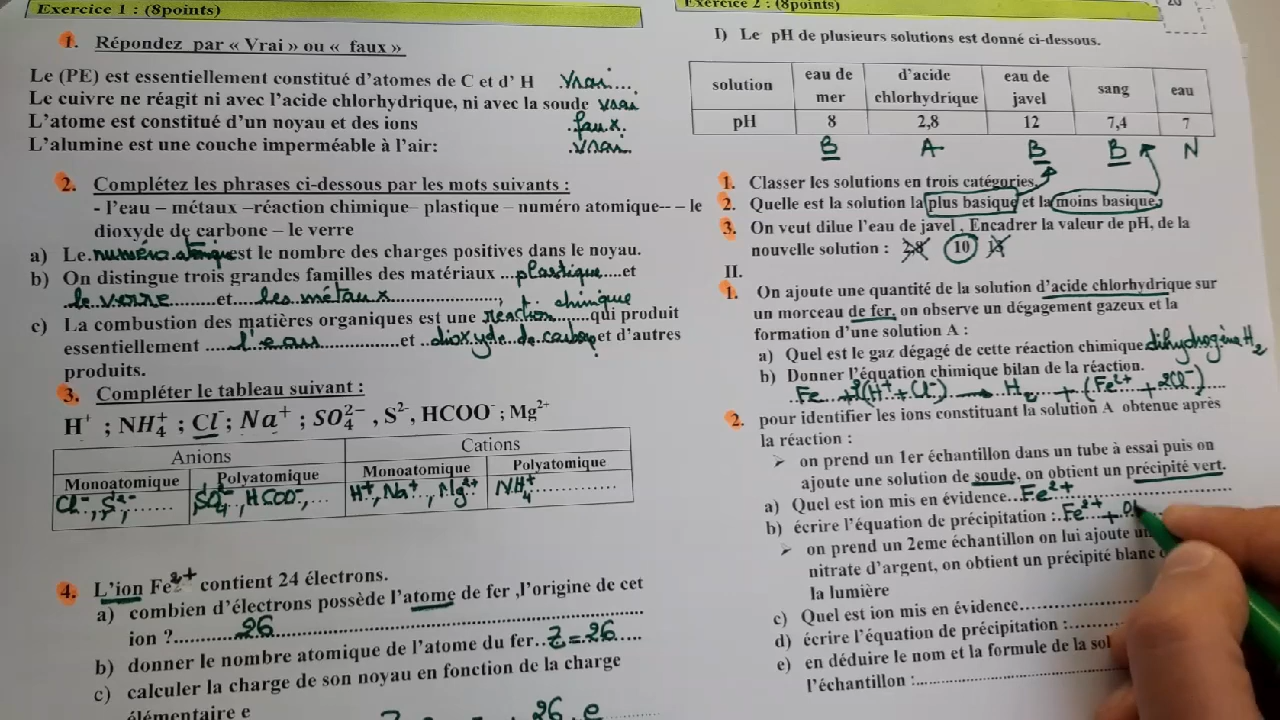 Exercice 1 : (8points)
1. Répondez par « Vrai » ou « faux »
Le (PE) est essentiellement constitué d'atomes de C et d' H .vrai....
Le cuivre ne réagit ni avec l'acide chlorhydrique, ni avec la soude vrai
L'atome est constitué d'un noyau et des ions .faux.
L'alumine est une couche imperméable à l'air: .vrai.
2. Complétez les phrases ci-dessous par les mots suivants :
- l'eau – métaux –réaction chimique– plastique – numéro atomique-- – le
dioxyde de carbone – le verre
a) Le.numéro atomique est le nombre des charges positives dans le noyau.
b) On distingue trois grandes familles des matériaux ...plastique....et
.le verre........et....les métaux................,
c) La combustion des matières organiques est une réaction chimique.......qui produit
essentiellement .....l'eau............et ..dioxyde de carbone et d'autres
produits.
3. Compléter le tableau suivant :
H⁺ ; NH₄⁺ ; Cl⁻; Na⁺ ; SO₄²⁻ , S²⁻, HCOO⁻; Mg²⁺
Anions Cations
Monoatomique Polyatomique Monoatomique Polyatomique
Cl⁻, S²⁻, ...... SO₄²⁻, HCOO⁻,... H⁺, Na⁺, Mg²⁺ NH₄⁺...........
4. L'ion Fe²⁺ contient 24 électrons.
a) combien d'électrons possède l'atome de fer ,l'origine de cet
ion ?..........26..........
b) donner le nombre atomique de l'atome du fer..Z=26.....
c) calculer la charge de son noyau en fonction de la charge
élémentaire e
26.e
Exercice 2 : (8points)
I) Le pH de plusieurs solutions est donné ci-dessous.
solution eau de mer d'acide chlorhydrique eau de javel sang eau
pH 8 2,8 12 7,4 7
B A B B N
1. Classer les solutions en trois catégories.
2. Quelle est la solution la plus basique et la moins basique.
3. On veut dilue l'eau de javel . Encadrer la valeur de pH, de la
nouvelle solution : 2,8 10 13
II.
1. On ajoute une quantité de la solution d'acide chlorhydrique sur
un morceau de fer, on observe un dégagement gazeux et la
formation d'une solution A :
a) Quel est le gaz dégagé de cette réaction chimique dihydrogène H₂
b) Donner l'équation chimique bilan de la réaction.
Fe + 2(H⁺ + Cl⁻) → H₂ + (Fe²⁺ + 2Cl⁻)
2. pour identifier les ions constituant la solution A obtenue après
la réaction :
➤ on prend un 1er échantillon dans un tube à essai puis on
ajoute une solution de soude, on obtient un précipité vert.
a) Quel est ion mis en évidence...Fe²⁺..........
b) écrire l'équation de précipitation :..Fe²⁺ +
➤ on prend un 2eme échantillon on lui ajoute
nitrate d'argent, on obtient un précipité blanc
la lumière
c) Quel est ion mis en évidence..........
d) écrire l'équation de précipitation :........
e) en déduire le nom et la formule de la
l'échantillon :..........